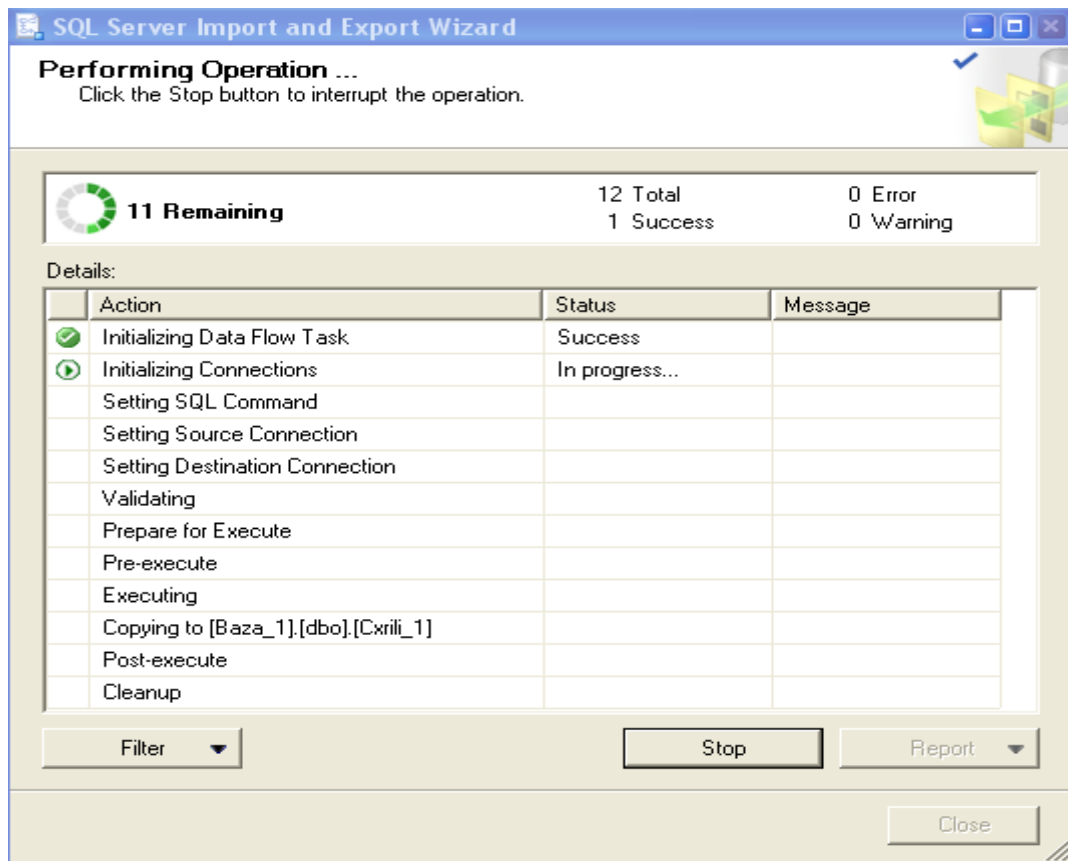 SQL Server Import and Export Wizard
Performing Operation ...
Click the Stop button to interrupt the operation.
11 Remaining
12 Total
0 Error
1 Success
0 Warning
Details:
Action Status Message
Initializing Data Flow Task Success
Initializing Connections In progress...
Setting SQL Command
Setting Source Connection
Setting Destination Connection
Validating
Prepare for Execute
Pre-execute
Executing
Copying to [Baza_1].[dbo].[Cxrili_1]
Post-execute
Cleanup
Filter Stop Report
Close